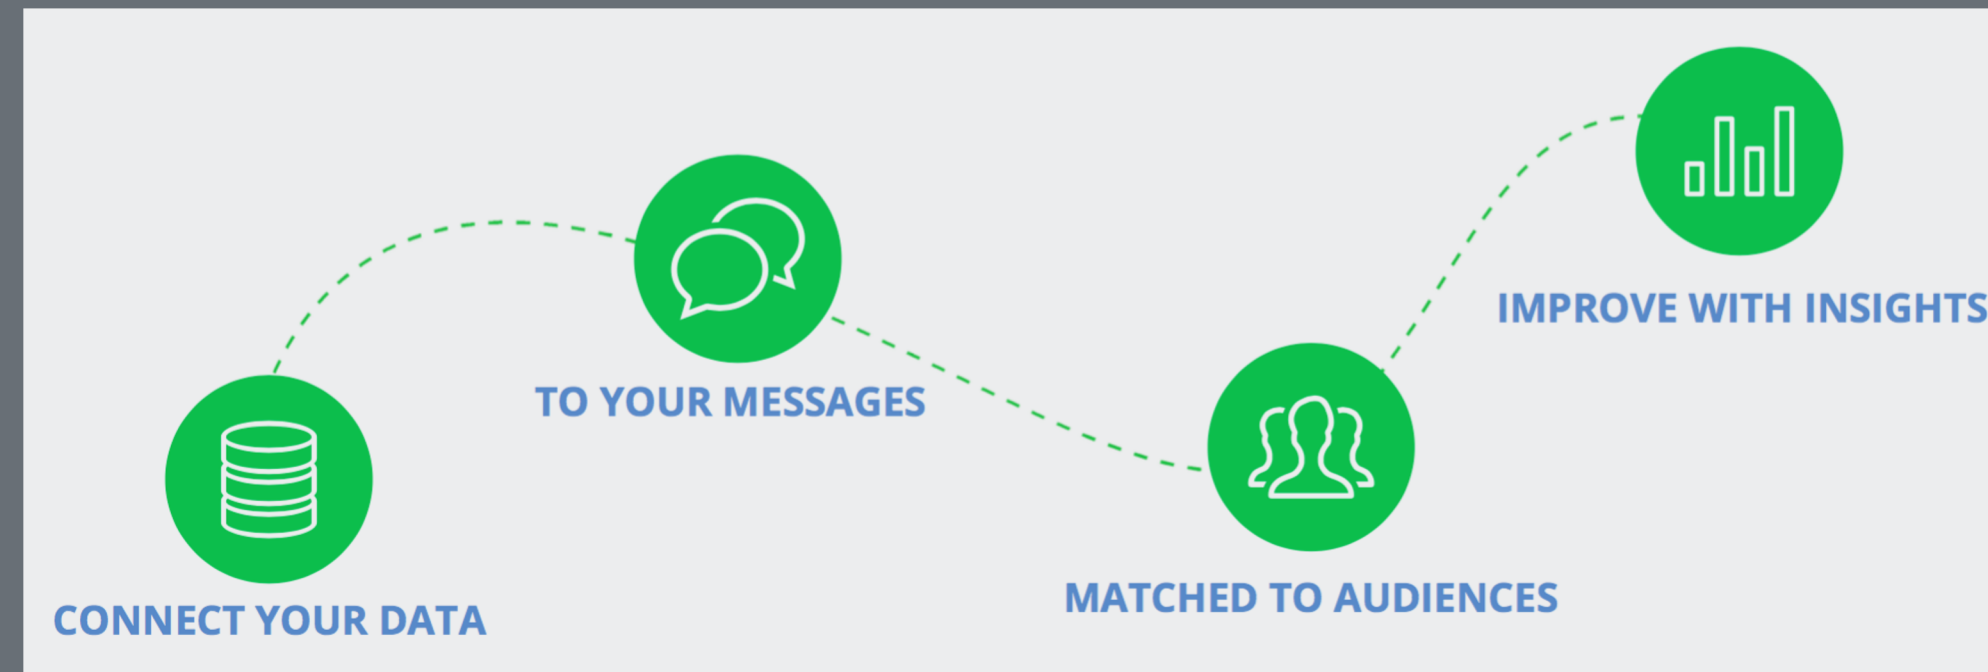 CONNECT YOUR DATA
TO YOUR MESSAGES
MATCHED TO AUDIENCES
IMPROVE WITH INSIGHTS